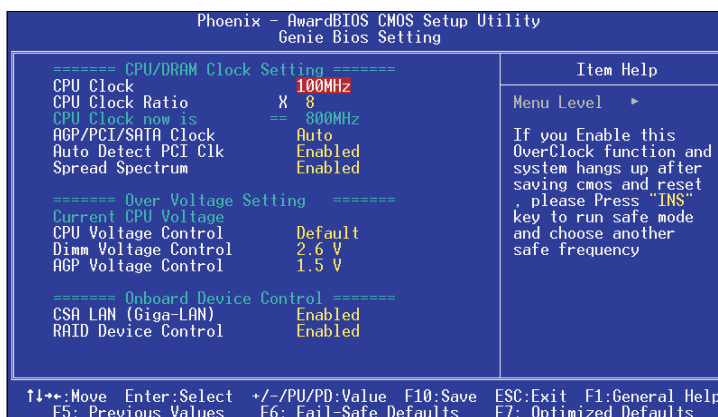 Phoenix - AwardBIOS CMOS Setup Utility
Genie Bios Setting
======= CPU/DRAM Clock Setting =======
CPU Clock 100MHz
CPU Clock Ratio X 8
CPU Clock now is == 800MHz
AGP/PCI/SATA Clock Auto
Auto Detect PCI Clk Enabled
Spread Spectrum Enabled
======= Over Voltage Setting =======
Current CPU Voltage
CPU Voltage Control Default
Dimm Voltage Control 2.6 V
AGP Voltage Control 1.5 V
======= Onboard Device Control =======
CSA LAN (Giga-LAN) Enabled
RAID Device Control Enabled
Item Help
Menu Level ►
If you Enable this
OverClock function and
system hangs up after
saving cmos and reset
, please Press "INS"
key to run safe mode
and choose another
safe frequency
↑↓→←:Move Enter:Select +/-/PU/PD:Value F10:Save ESC:Exit F1:General Help
F5: Previous Values F6: Fail-Safe Defaults F7: Optimized Defaults